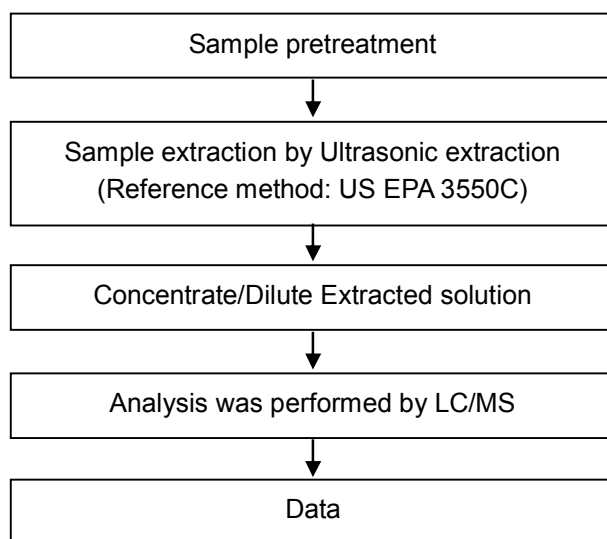 Sample pretreatment
Sample extraction by Ultrasonic extraction
(Reference method: US EPA 3550C)
Concentrate/Dilute Extracted solution
Analysis was performed by LC/MS
Data